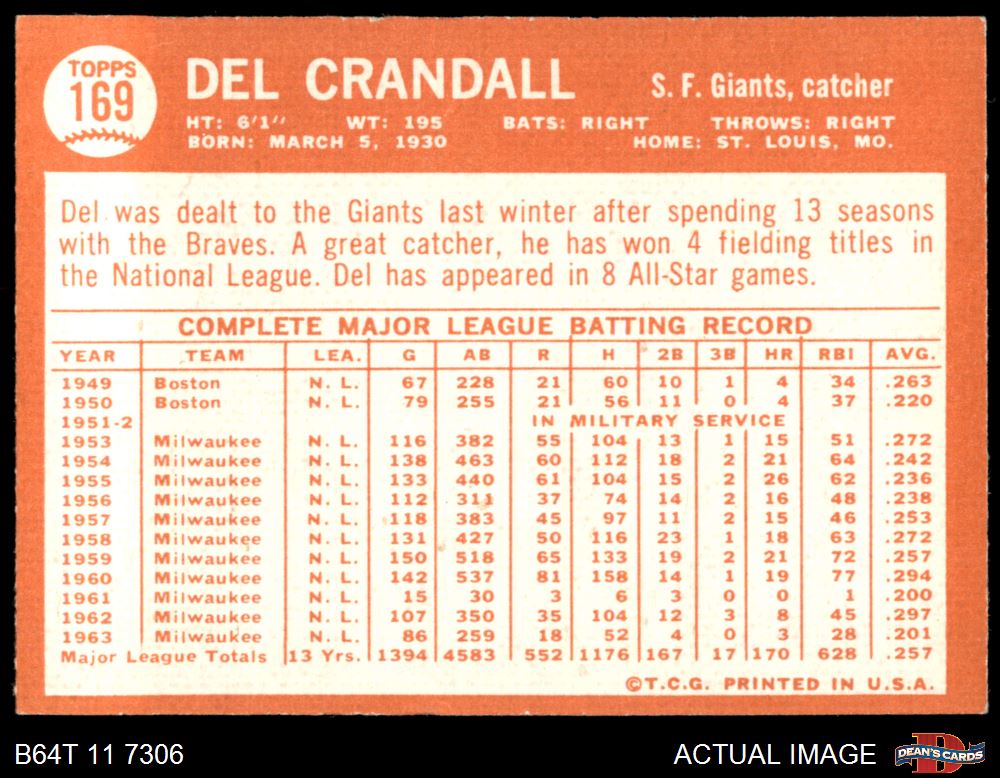 TOPPS
169
DEL CRANDALL
S. F. Giants, catcher
HT: 6'1" WT: 195 BATS: RIGHT THROWS: RIGHT
BORN: MARCH 5, 1930 HOME: ST. LOUIS, MO.
Del was dealt to the Giants last winter after spending 13 seasons
with the Braves. A great catcher, he has won 4 fielding titles in
the National League. Del has appeared in 8 All-Star games.
COMPLETE MAJOR LEAGUE BATTING RECORD
YEAR TEAM LEA. G AB R H 2B 3B HR RBI AVG.
1949 Boston N. L. 67 228 21 60 10 1 4 34 .263
1950 Boston N. L. 79 255 21 56 11 0 4 37 .220
1951-2 IN MILITARY SERVICE
1953 Milwaukee N. L. 116 382 55 104 13 1 15 51 .272
1954 Milwaukee N. L. 138 463 60 112 18 2 21 64 .242
1955 Milwaukee N. L. 133 440 61 104 15 2 26 62 .236
1956 Milwaukee N. L. 112 311 37 74 14 2 16 48 .238
1957 Milwaukee N. L. 118 383 45 97 11 2 15 46 .253
1958 Milwaukee N. L. 131 427 50 116 23 1 18 63 .272
1959 Milwaukee N. L. 150 518 65 133 19 2 21 72 .257
1960 Milwaukee N. L. 142 537 81 158 14 1 19 77 .294
1961 Milwaukee N. L. 15 30 3 6 3 0 0 1 .200
1962 Milwaukee N. L. 107 350 35 104 12 3 8 45 .297
1963 Milwaukee N. L. 86 259 18 52 4 0 3 28 .201
Major League Totals 13 Yrs. 1394 4583 552 1176 167 17 170 628 .257
©T.C.G. PRINTED IN U.S.A.
B64T 11 7306
ACTUAL IMAGE
DEAN'S CARDS